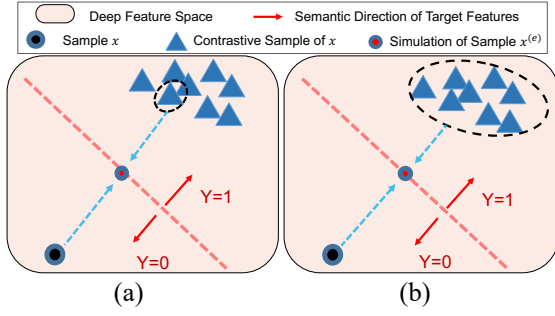 Deep Feature Space Semantic Direction of Target Features
Sample x Contrastive Sample of x Simulation of Sample x^(e)
Y=1 Y=1
Y=0 Y=0
(a) (b)